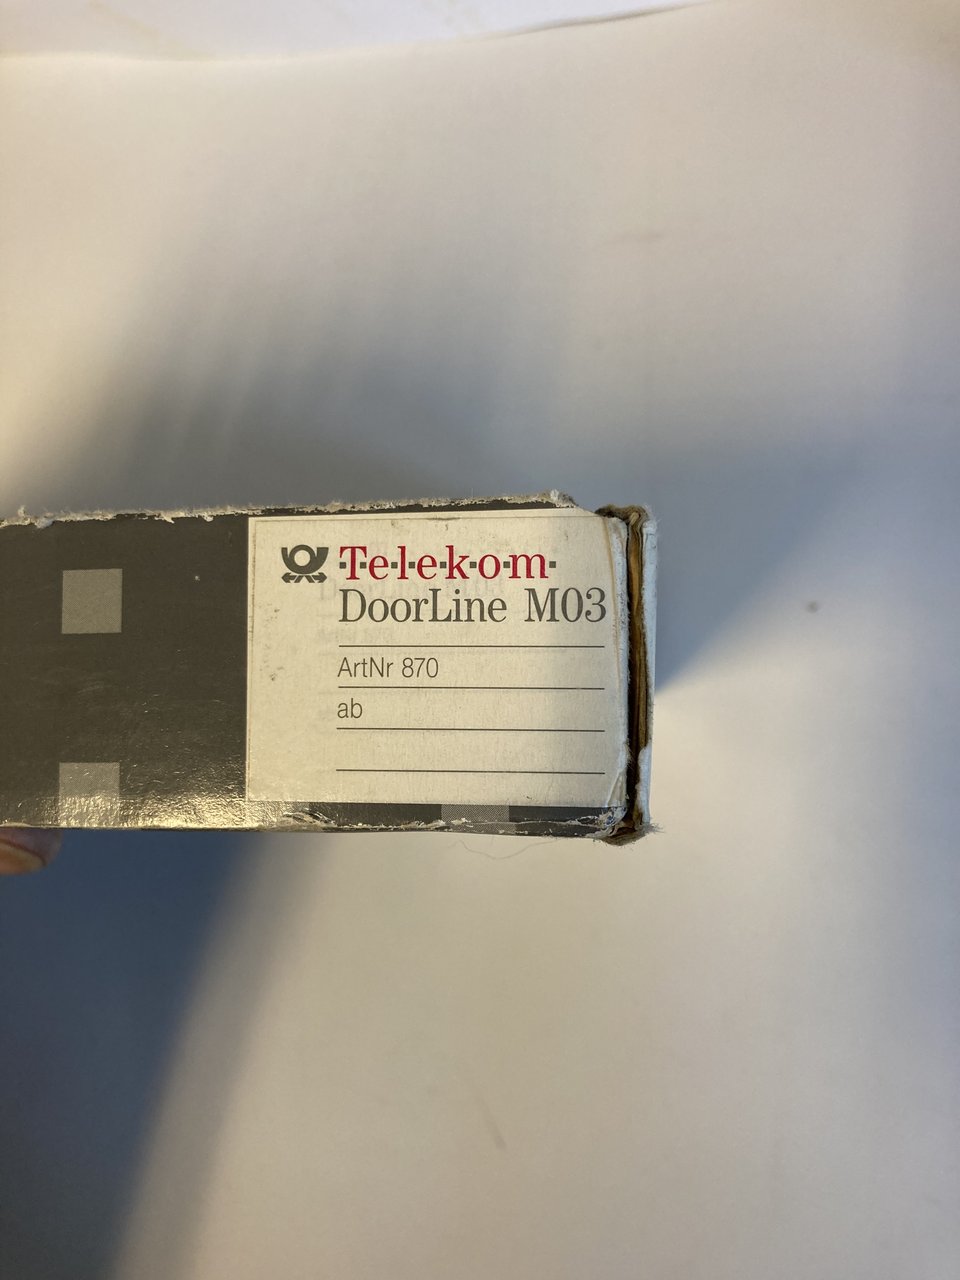 Telekom
DoorLine M03
ArtNr 870
ab